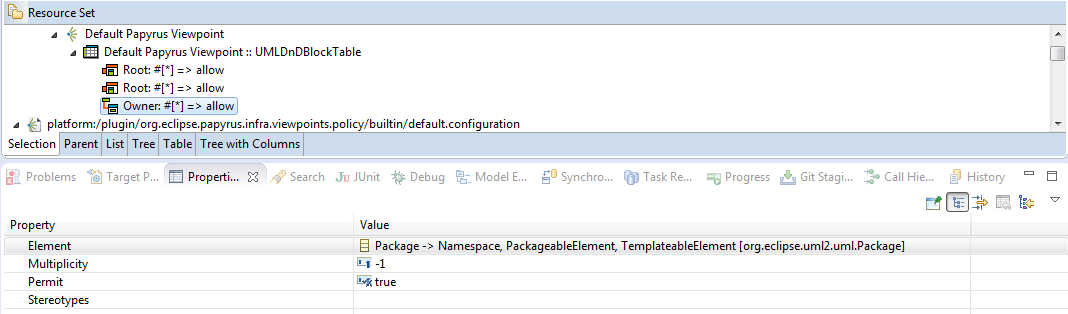 Resource Set
Default Papyrus Viewpoint
Default Papyrus Viewpoint :: UMLDnDBlockTable
Root: #[*] => allow
Root: #[*] => allow
Owner: #[*] => allow
platform:/plugin/org.eclipse.papyrus.infra.viewpoints.policy/builtin/default.configuration
Selection Parent List Tree Table Tree with Columns
Problems Target P... Properti... Search Ju JUnit Debug Model E... Synchro... Task Re... Progress Git Stagi... Call Hie... History
Property Value
Element Package -> Namespace, PackageableElement, TemplateableElement [org.eclipse.uml2.uml.Package]
Multiplicity -1
Permit true
Stereotypes